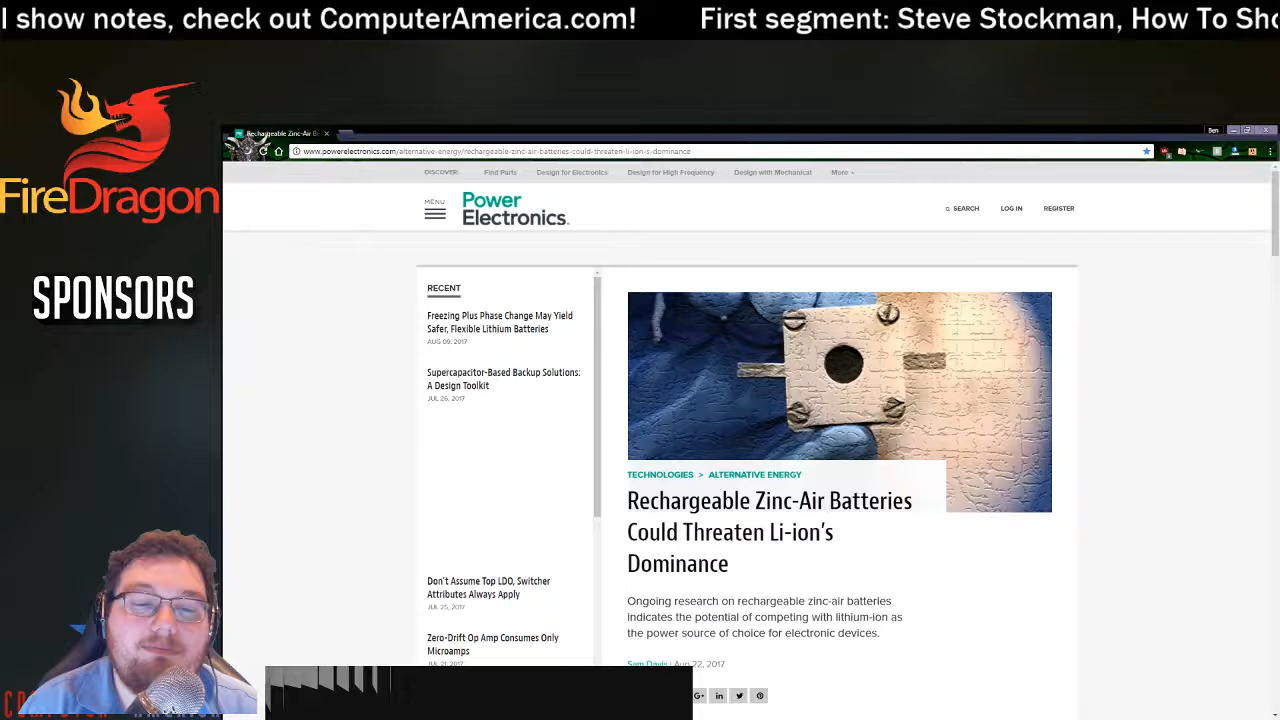 I show notes, check out ComputerAmerica.com! First segment: Steve Stockman, How To Sho
FireDragon
SPONSORS
Rechargeable Zinc-Air Ba
Ben
www.powerelectronics.com/alternative-energy/rechargeable-zinc-air-batteries-could-threaten-li-ion-s-dominance
DISCOVER: Find Parts Design for Electronics Design for High Frequency Design with Mechanical More
MENU
Power
Electronics.
SEARCH LOG IN REGISTER
RECENT
Freezing Plus Phase Change May Yield
Safer, Flexible Lithium Batteries
AUG 09, 2017
Supercapacitor-Based Backup Solutions:
A Design Toolkit
JUL 26, 2017
Don't Assume Top LDO, Switcher
Attributes Always Apply
JUL 25, 2017
Zero-Drift Op Amp Consumes Only
Microamps
JUL 21, 2017
TECHNOLOGIES > ALTERNATIVE ENERGY
Rechargeable Zinc-Air Batteries
Could Threaten Li-ion's
Dominance
Ongoing research on rechargeable zinc-air batteries
indicates the potential of competing with lithium-ion as
the power source of choice for electronic devices.
Sam Davis | Aug 22, 2017
G+ in